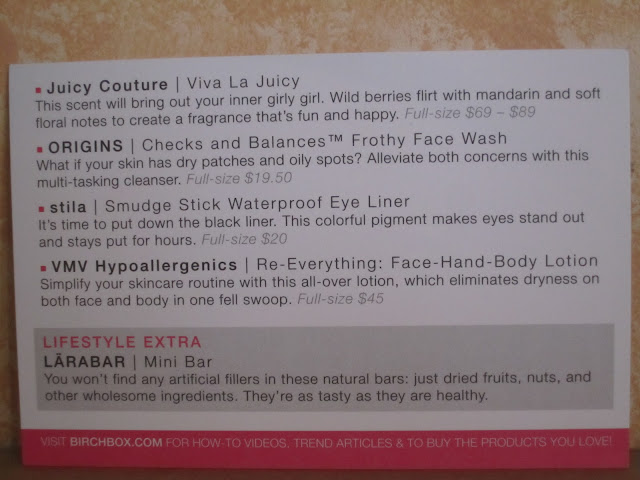 ▪ Juicy Couture | Viva La Juicy
This scent will bring out your inner girly girl. Wild berries flirt with mandarin and soft
floral notes to create a fragrance that's fun and happy. Full-size $69 – $89
▪ ORIGINS | Checks and Balances™ Frothy Face Wash
What if your skin has dry patches and oily spots? Alleviate both concerns with this
multi-tasking cleanser. Full-size $19.50
▪ stila | Smudge Stick Waterproof Eye Liner
It's time to put down the black liner. This colorful pigment makes eyes stand out
and stays put for hours. Full-size $20
▪ VMV Hypoallergenics | Re-Everything: Face-Hand-Body Lotion
Simplify your skincare routine with this all-over lotion, which eliminates dryness on
both face and body in one fell swoop. Full-size $45
LIFESTYLE EXTRA
LÄRABAR | Mini Bar
You won't find any artificial fillers in these natural bars: just dried fruits, nuts, and
other wholesome ingredients. They're as tasty as they are healthy.
VISIT BIRCHBOX.COM FOR HOW-TO VIDEOS, TREND ARTICLES & TO BUY THE PRODUCTS YOU LOVE!